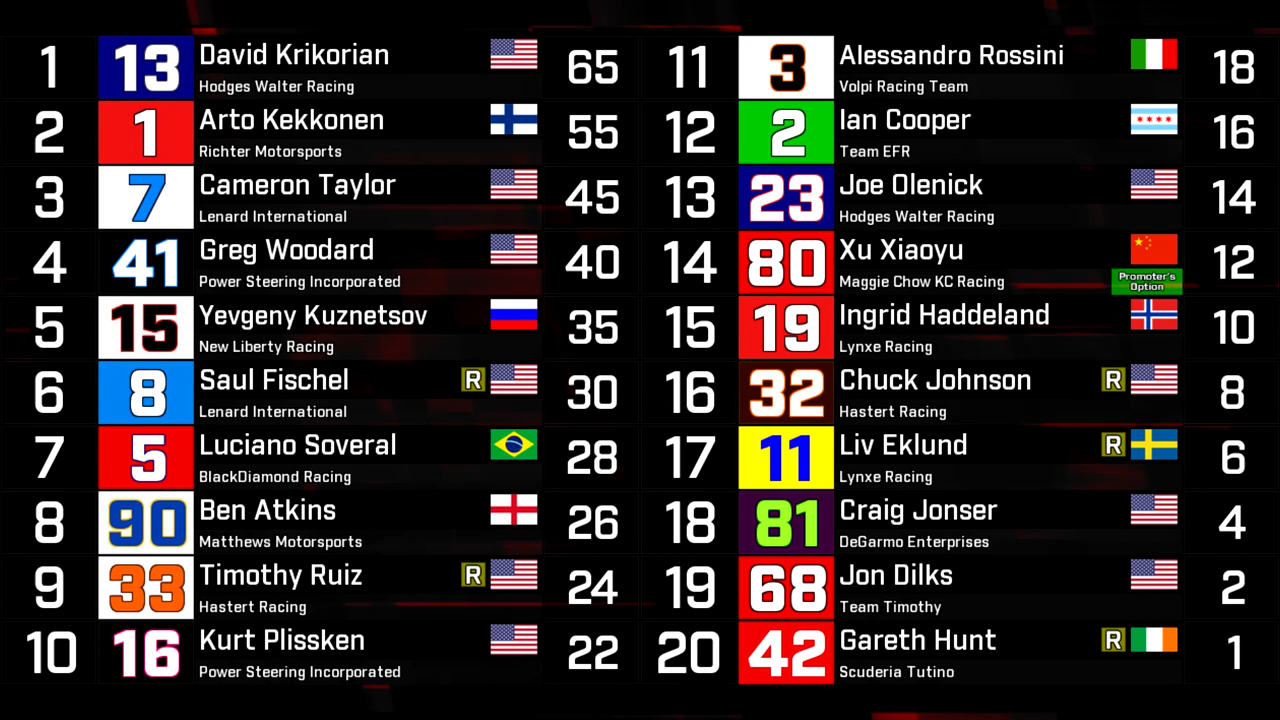 1 13 David Krikorian 65
Hodges Walter Racing
2 1 Arto Kekkonen 55
Richter Motorsports
3 7 Cameron Taylor 45
Lenard International
4 41 Greg Woodard 40
Power Steering Incorporated
5 15 Yevgeny Kuznetsov 35
New Liberty Racing
6 8 Saul Fischel R 30
Lenard International
7 5 Luciano Soveral 28
BlackDiamond Racing
8 90 Ben Atkins 26
Matthews Motorsports
9 33 Timothy Ruiz R 24
Hastert Racing
10 16 Kurt Plissken 22
Power Steering Incorporated
11 3 Alessandro Rossini 18
Volpi Racing Team
12 2 Ian Cooper 16
Team EFR
13 23 Joe Olenick 14
Hodges Walter Racing
14 80 Xu Xiaoyu 12
Maggie Chow KC Racing
Promoter's
Option
15 19 Ingrid Haddeland 10
Lynxe Racing
16 32 Chuck Johnson R 8
Hastert Racing
17 11 Liv Eklund R 6
Lynxe Racing
18 81 Craig Jonser 4
DeGarmo Enterprises
19 68 Jon Dilks 2
Team Timothy
20 42 Gareth Hunt R 1
Scuderia Tutino